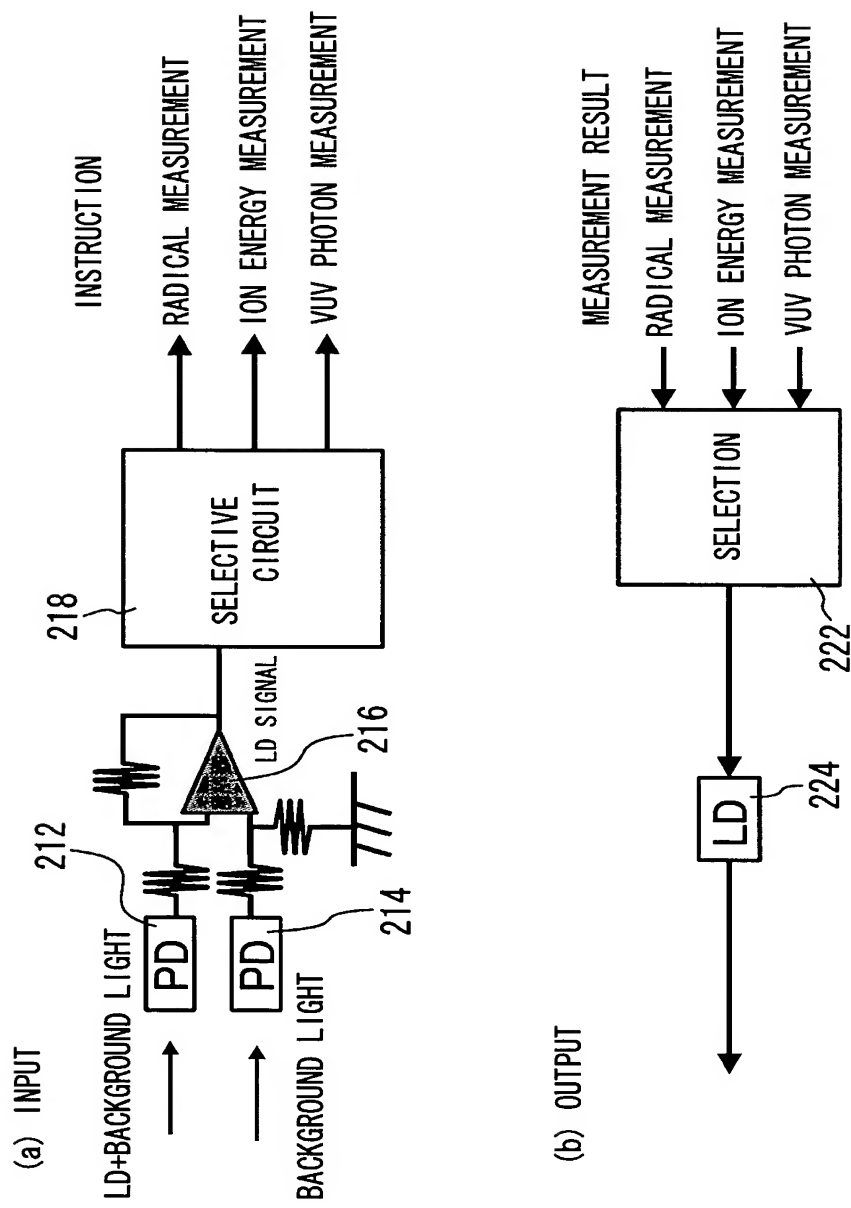 (a) INPUT
LD+BACKGROUND LIGHT
PD
212
BACKGROUND LIGHT
PD
214
216
LD SIGNAL
218
SELECTIVE
CIRCUIT
INSTRUCTION
RADICAL MEASUREMENT
ION ENERGY MEASUREMENT
VUV PHOTON MEASUREMENT
(b) OUTPUT
LD
224
SELECTION
222
MEASUREMENT RESULT
RADICAL MEASUREMENT
ION ENERGY MEASUREMENT
VUV PHOTON MEASUREMENT